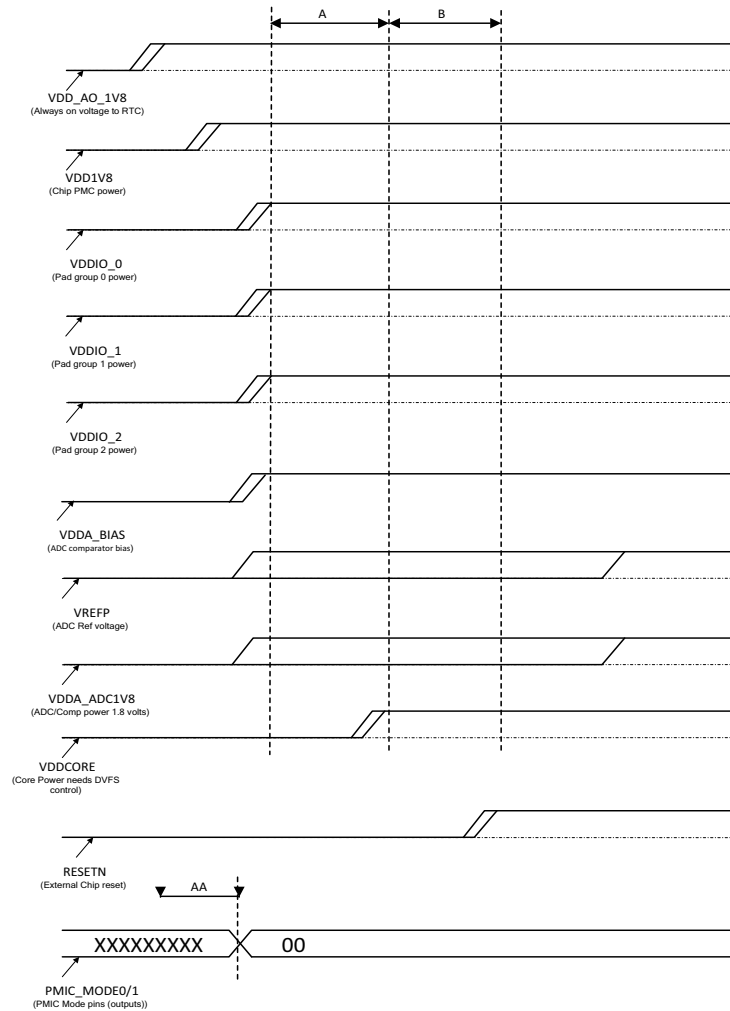 A
B
VDD_AO_1V8
(Always on voltage to RTC)
VDD1V8
(Chip PMC power)
VDDIO_0
(Pad group 0 power)
VDDIO_1
(Pad group 1 power)
VDDIO_2
(Pad group 2 power)
VDDA_BIAS
(ADC comparator bias)
VREFP
(ADC Ref voltage)
VDDA_ADC1V8
(ADC/Comp power 1.8 volts)
VDDCORE
(Core Power needs DVFS
control)
RESETN
(External Chip reset)
AA
XXXXXXXXX
00
PMIC_MODE0/1
(PMIC Mode pins (outputs))